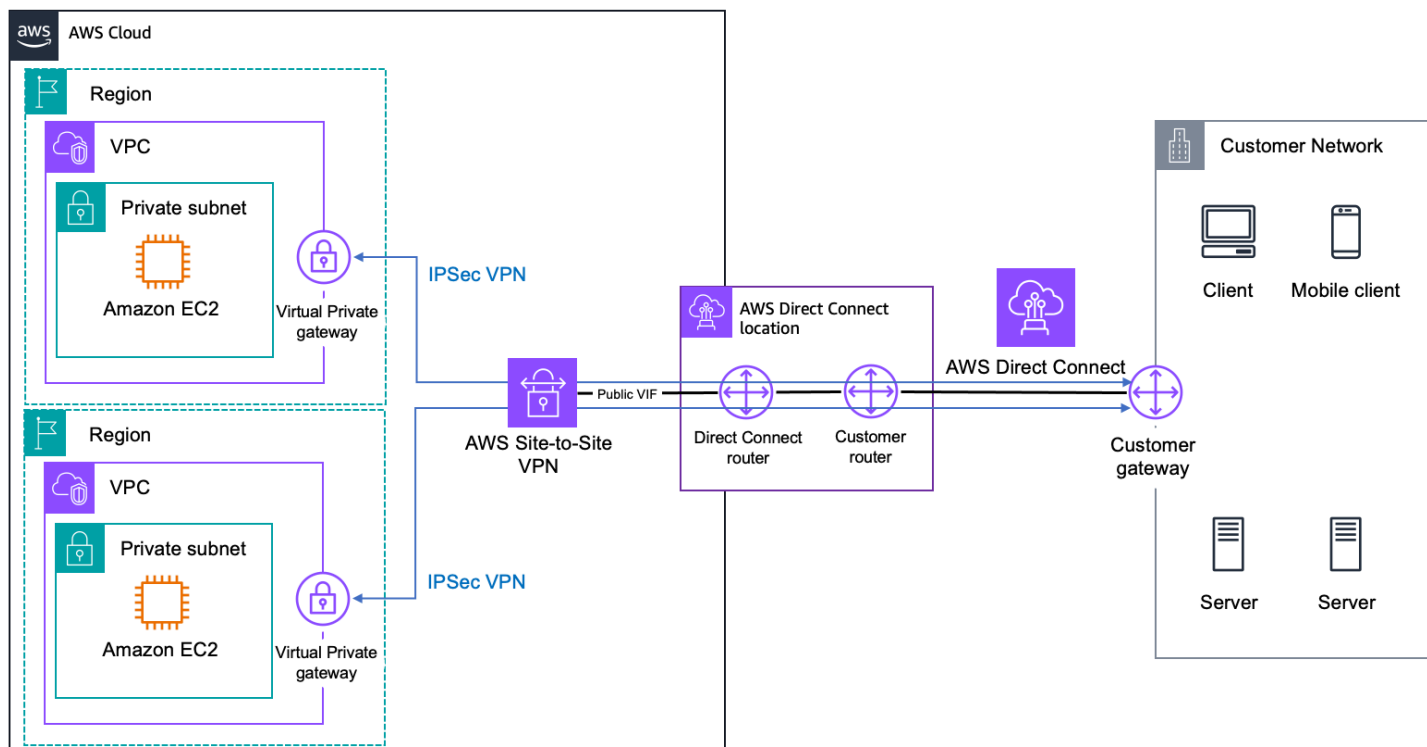 aws
AWS Cloud
Region
VPC
Private subnet
Amazon EC2
Virtual Private
gateway
IPSec VPN
Region
VPC
Private subnet
Amazon EC2
Virtual Private
gateway
IPSec VPN
AWS Site-to-Site
VPN
Public VIF
AWS Direct Connect
location
Direct Connect
router
Customer
router
AWS Direct Connect
Customer
gateway
Customer Network
Client
Mobile client
Server
Server